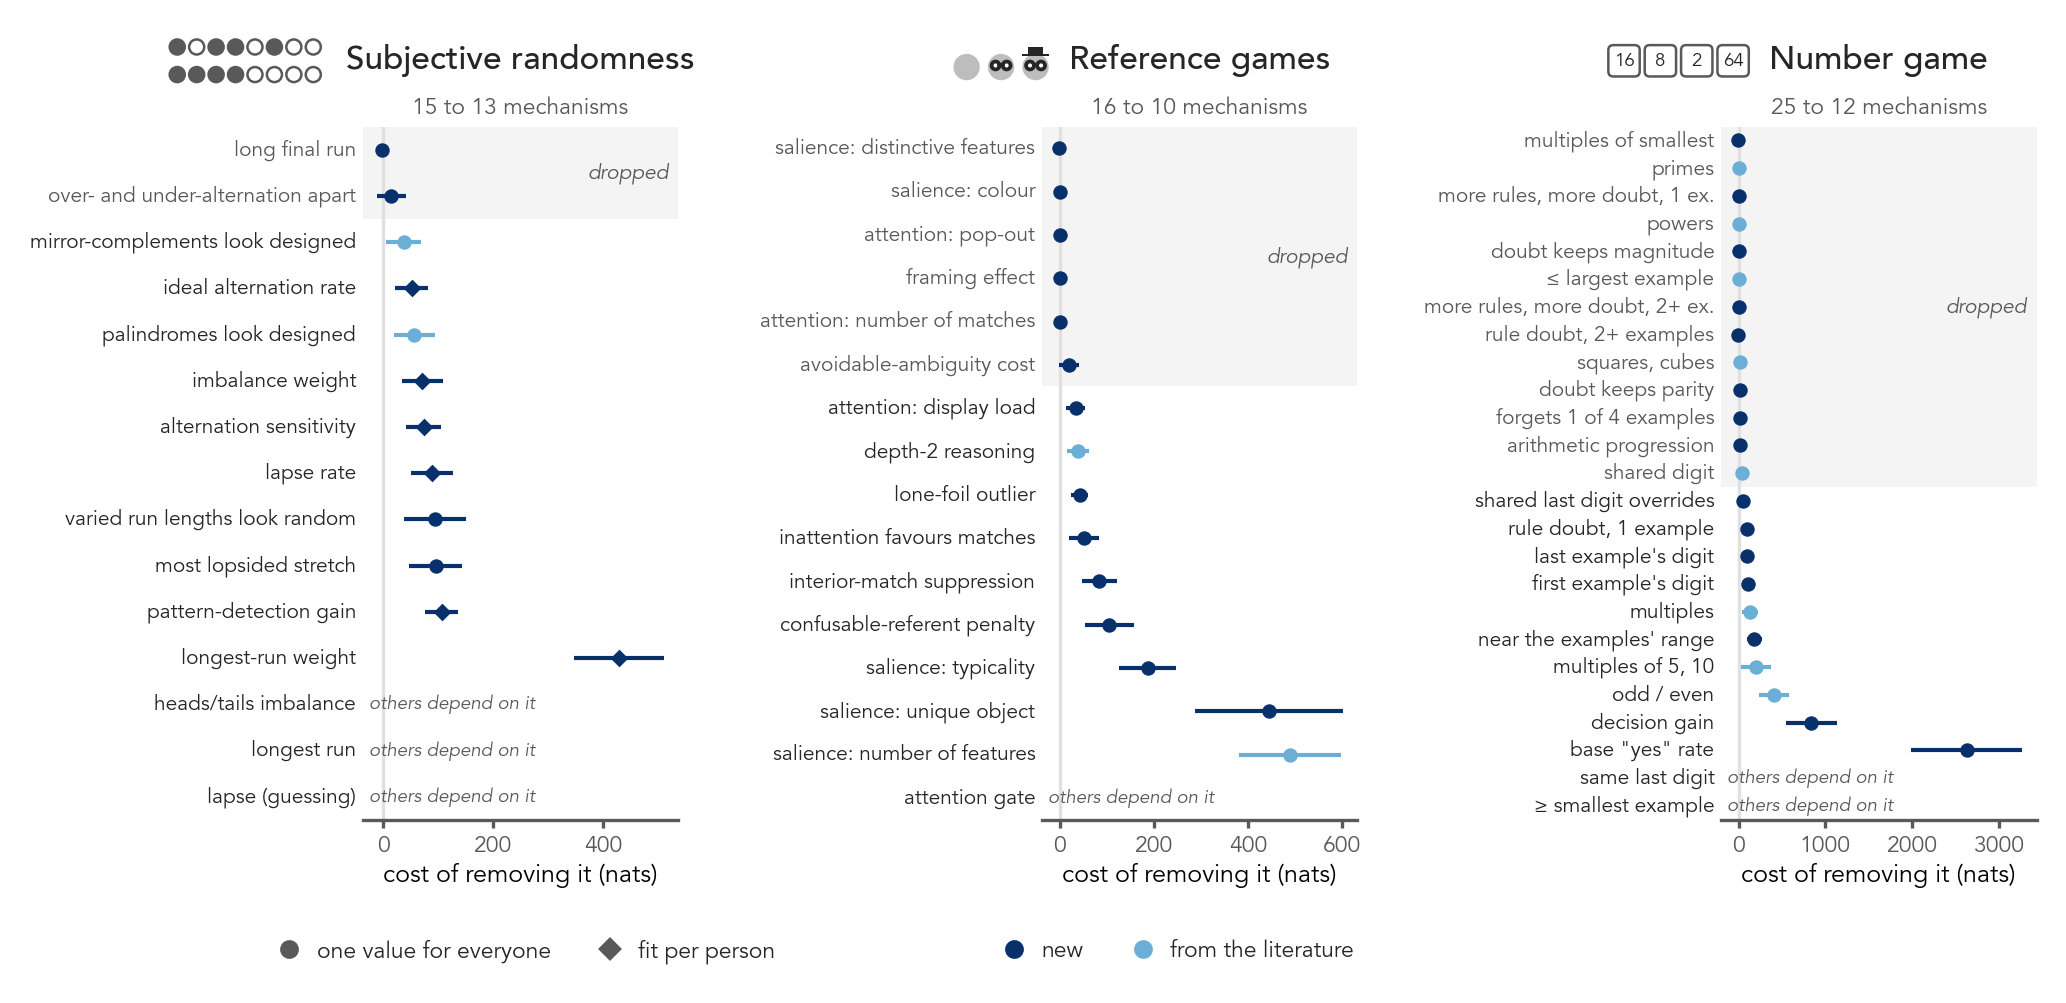 Subjective randomness
15 to 13 mechanisms
long final run
over- and under-alternation apart
dropped
mirror-complements look designed
ideal alternation rate
palindromes look designed
imbalance weight
alternation sensitivity
lapse rate
varied run lengths look random
most lopsided stretch
pattern-detection gain
longest-run weight
heads/tails imbalance others depend on it
longest run others depend on it
lapse (guessing) others depend on it
0 200 400
cost of removing it (nats)
Reference games
16 to 10 mechanisms
salience: distinctive features
salience: colour
attention: pop-out
dropped
framing effect
attention: number of matches
avoidable-ambiguity cost
attention: display load
depth-2 reasoning
lone-foil outlier
inattention favours matches
interior-match suppression
confusable-referent penalty
salience: typicality
salience: unique object
salience: number of features
attention gate others depend on it
0 200 400 600
cost of removing it (nats)
16 8 2 64 Number game
25 to 12 mechanisms
multiples of smallest
primes
more rules, more doubt, 1 ex.
powers
doubt keeps magnitude
≤ largest example
more rules, more doubt, 2+ ex.
dropped
rule doubt, 2+ examples
squares, cubes
doubt keeps parity
forgets 1 of 4 examples
arithmetic progression
shared digit
shared last digit overrides
rule doubt, 1 example
last example's digit
first example's digit
multiples
near the examples' range
multiples of 5, 10
odd / even
decision gain
base "yes" rate
same last digit others depend on it
≥ smallest example others depend on it
0 1000 2000 3000
cost of removing it (nats)
one value for everyone fit per person new from the literature